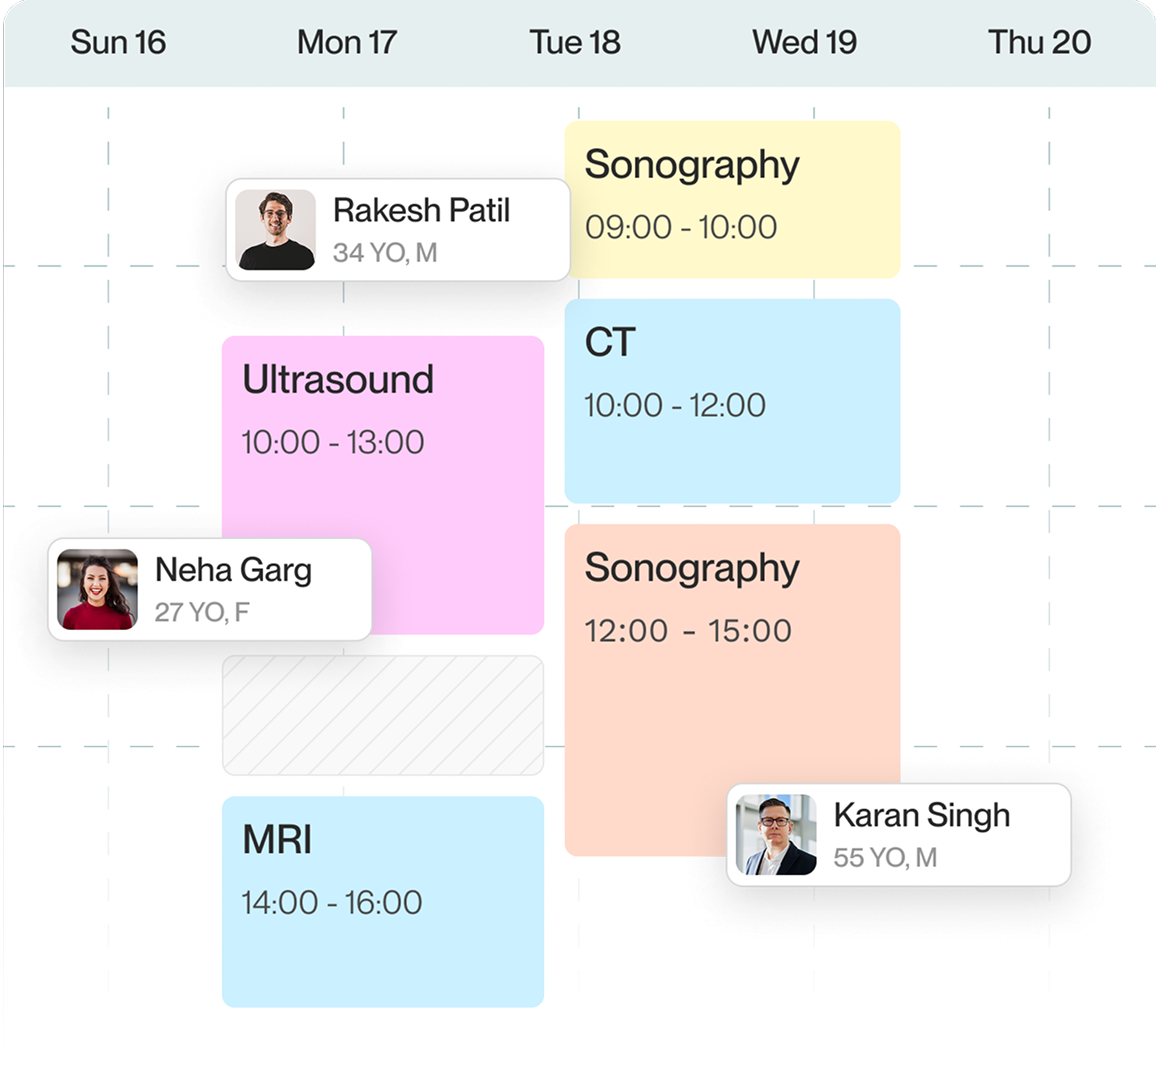 Sun 16
Mon 17
Tue 18
Wed 19
Thu 20
Sonography
09:00 - 10:00
Rakesh Patil
34 YO, M
CT
10:00 - 12:00
Ultrasound
10:00 - 13:00
Neha Garg
27 YO, F
Sonography
12:00 - 15:00
Karan Singh
55 YO, M
MRI
14:00 - 16:00